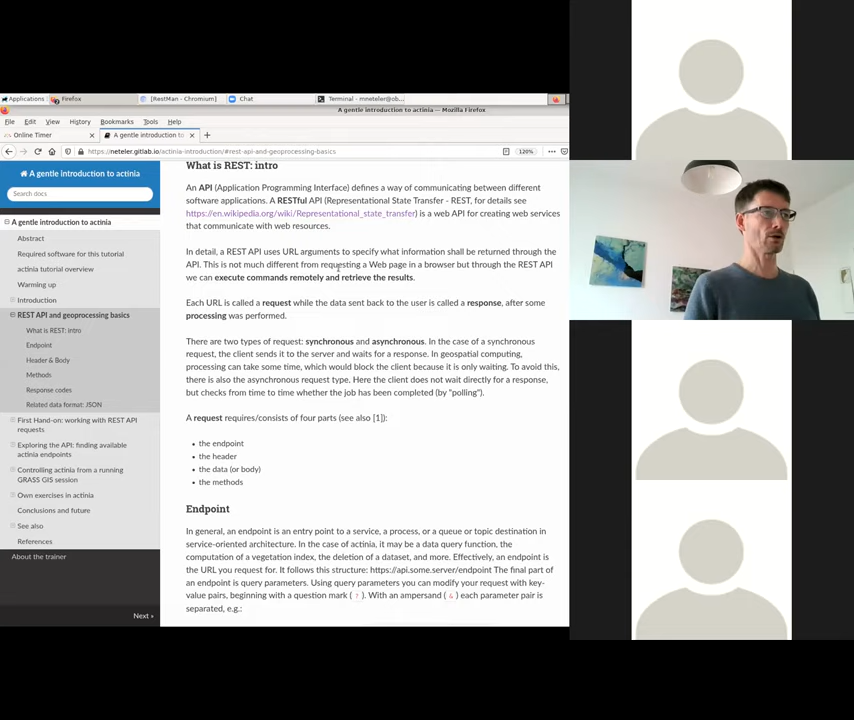 Applications
Firefox
[RestMan - Chromium]
Chat
Terminal - mneteler@ob...
A gentle introduction to actinia — Mozilla Firefox
File Edit View History Bookmarks Tools Help
Online Timer
A gentle introduction to
https://neteler.gitlab.io/actinia-introduction/#rest-api-and-geoprocessing-basics
120%
A gentle introduction to actinia
Search docs
A gentle introduction to actinia
Abstract
Required software for this tutorial
actinia tutorial overview
Warming up
Introduction
REST API and geoprocessing basics
What is REST: intro
Endpoint
Header & Body
Methods
Response codes
Related data format: JSON
First Hand-on: working with REST API
requests
Exploring the API: finding available
actinia endpoints
Controlling actinia from a running
GRASS GIS session
Own exercises in actinia
Conclusions and future
See also
References
About the trainer
Next »
What is REST: intro
An API (Application Programming Interface) defines a way of communicating between different
software applications. A RESTful API (Representational State Transfer - REST, for details see
https://en.wikipedia.org/wiki/Representational_state_transfer) is a web API for creating web services
that communicate with web resources.
In detail, a REST API uses URL arguments to specify what information shall be returned through the
API. This is not much different from requesting a Web page in a browser but through the REST API
we can execute commands remotely and retrieve the results.
Each URL is called a request while the data sent back to the user is called a response, after some
processing was performed.
There are two types of request: synchronous and asynchronous. In the case of a synchronous
request, the client sends it to the server and waits for a response. In geospatial computing,
processing can take some time, which would block the client because it is only waiting. To avoid this,
there is also the asynchronous request type. Here the client does not wait directly for a response,
but checks from time to time whether the job has been completed (by "polling").
A request requires/consists of four parts (see also [1]):
• the endpoint
• the header
• the data (or body)
• the methods
Endpoint
In general, an endpoint is an entry point to a service, a process, or a queue or topic destination in
service-oriented architecture. In the case of actinia, it may be a data query function, the
computation of a vegetation index, the deletion of a dataset, and more. Effectively, an endpoint is
the URL you request for. It follows this structure: https://api.some.server/endpoint The final part of
an endpoint is query parameters. Using query parameters you can modify your request with key-
value pairs, beginning with a question mark ( ? ). With an ampersand ( & ) each parameter pair is
separated, e.g.: